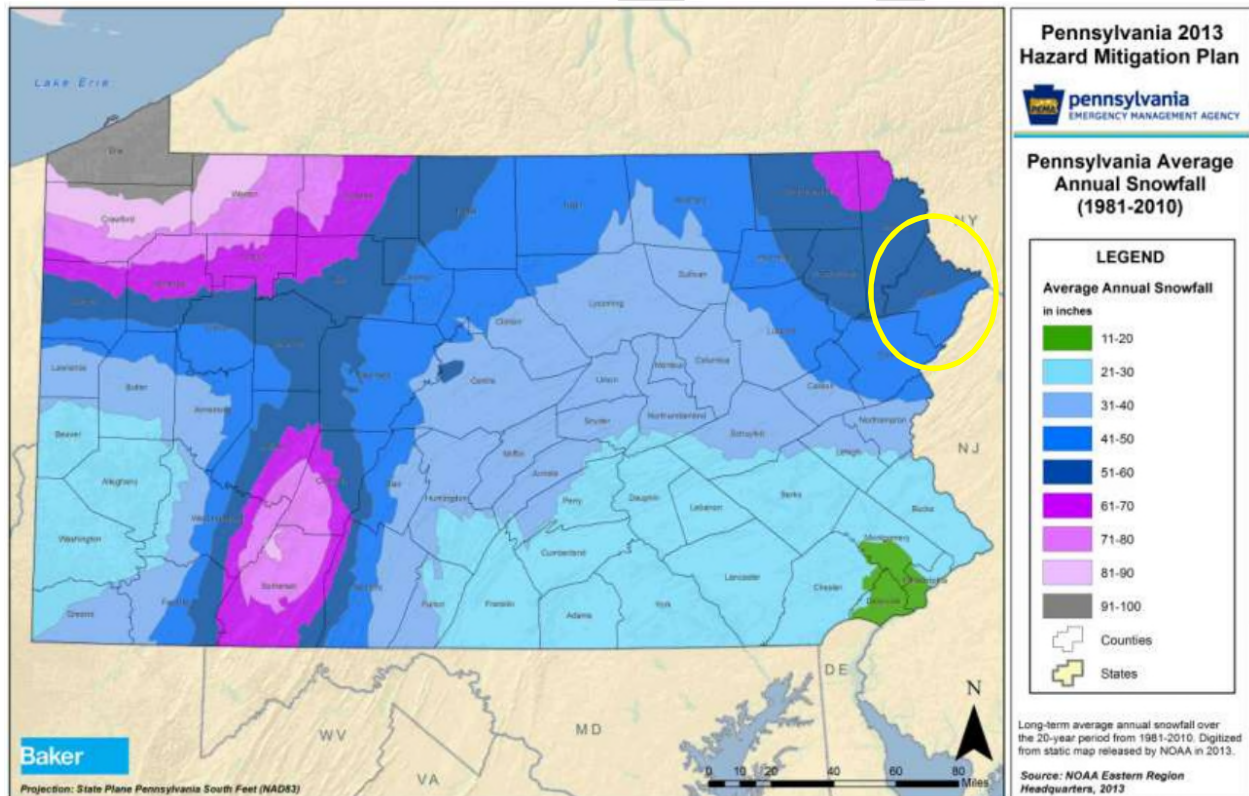 Pennsylvania 2013
Hazard Mitigation Plan
PEMA
pennsylvania
EMERGENCY MANAGEMENT AGENCY
Pennsylvania Average
Annual Snowfall
(1981-2010)
LEGEND
Average Annual Snowfall
in inches
11-20
21-30
31-40
41-50
51-60
61-70
71-80
81-90
91-100
Counties
States
Long-term average annual snowfall over
the 20-year period from 1981-2010. Digitized
from static map released by NOAA in 2013.
Source: NOAA Eastern Region
Headquarters, 2013
Lake Erie
Erie
Crawford
Warren
Tioga
Bradford
NY
Sullivan
Lycoming
Clinton
Luzerne
Lawrence
Butler
Armstrong
Centre
Union
Montour
Columbia
Carbon
Snyder
Northumberland
Northampton
Beaver
Schuylkill
Lehigh
NJ
Mifflin
Juniata
Allegheny
Blair
Huntingdon
Perry
Dauphin
Lebanon
Berks
Bucks
Westmoreland
Washington
Montgomery
Cumberland
Philadelphia
Somerset
Lancaster
Chester
Delaware
Greene
Fayette
Fulton
Franklin
Adams
York
DE
WV
MD
VA
N
Baker
0 5 10 20 40 60 80
Miles
Projection: State Plane Pennsylvania South Feet (NAD83)